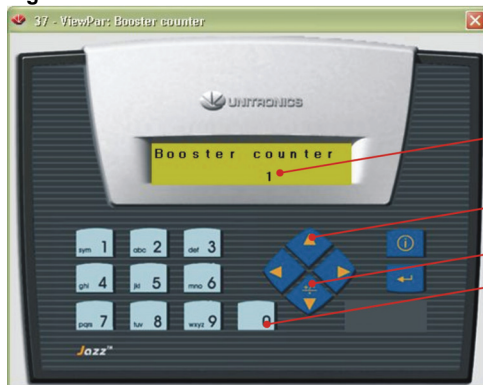 37 - ViewPar: Booster counter
UNITRONICS
Booster counter
1
sym 1 abc 2 def 3
ghi 4 jkl 5 mno 6
pqrs 7 tuv 8 wxyz 9 0
+/-
Jazz™